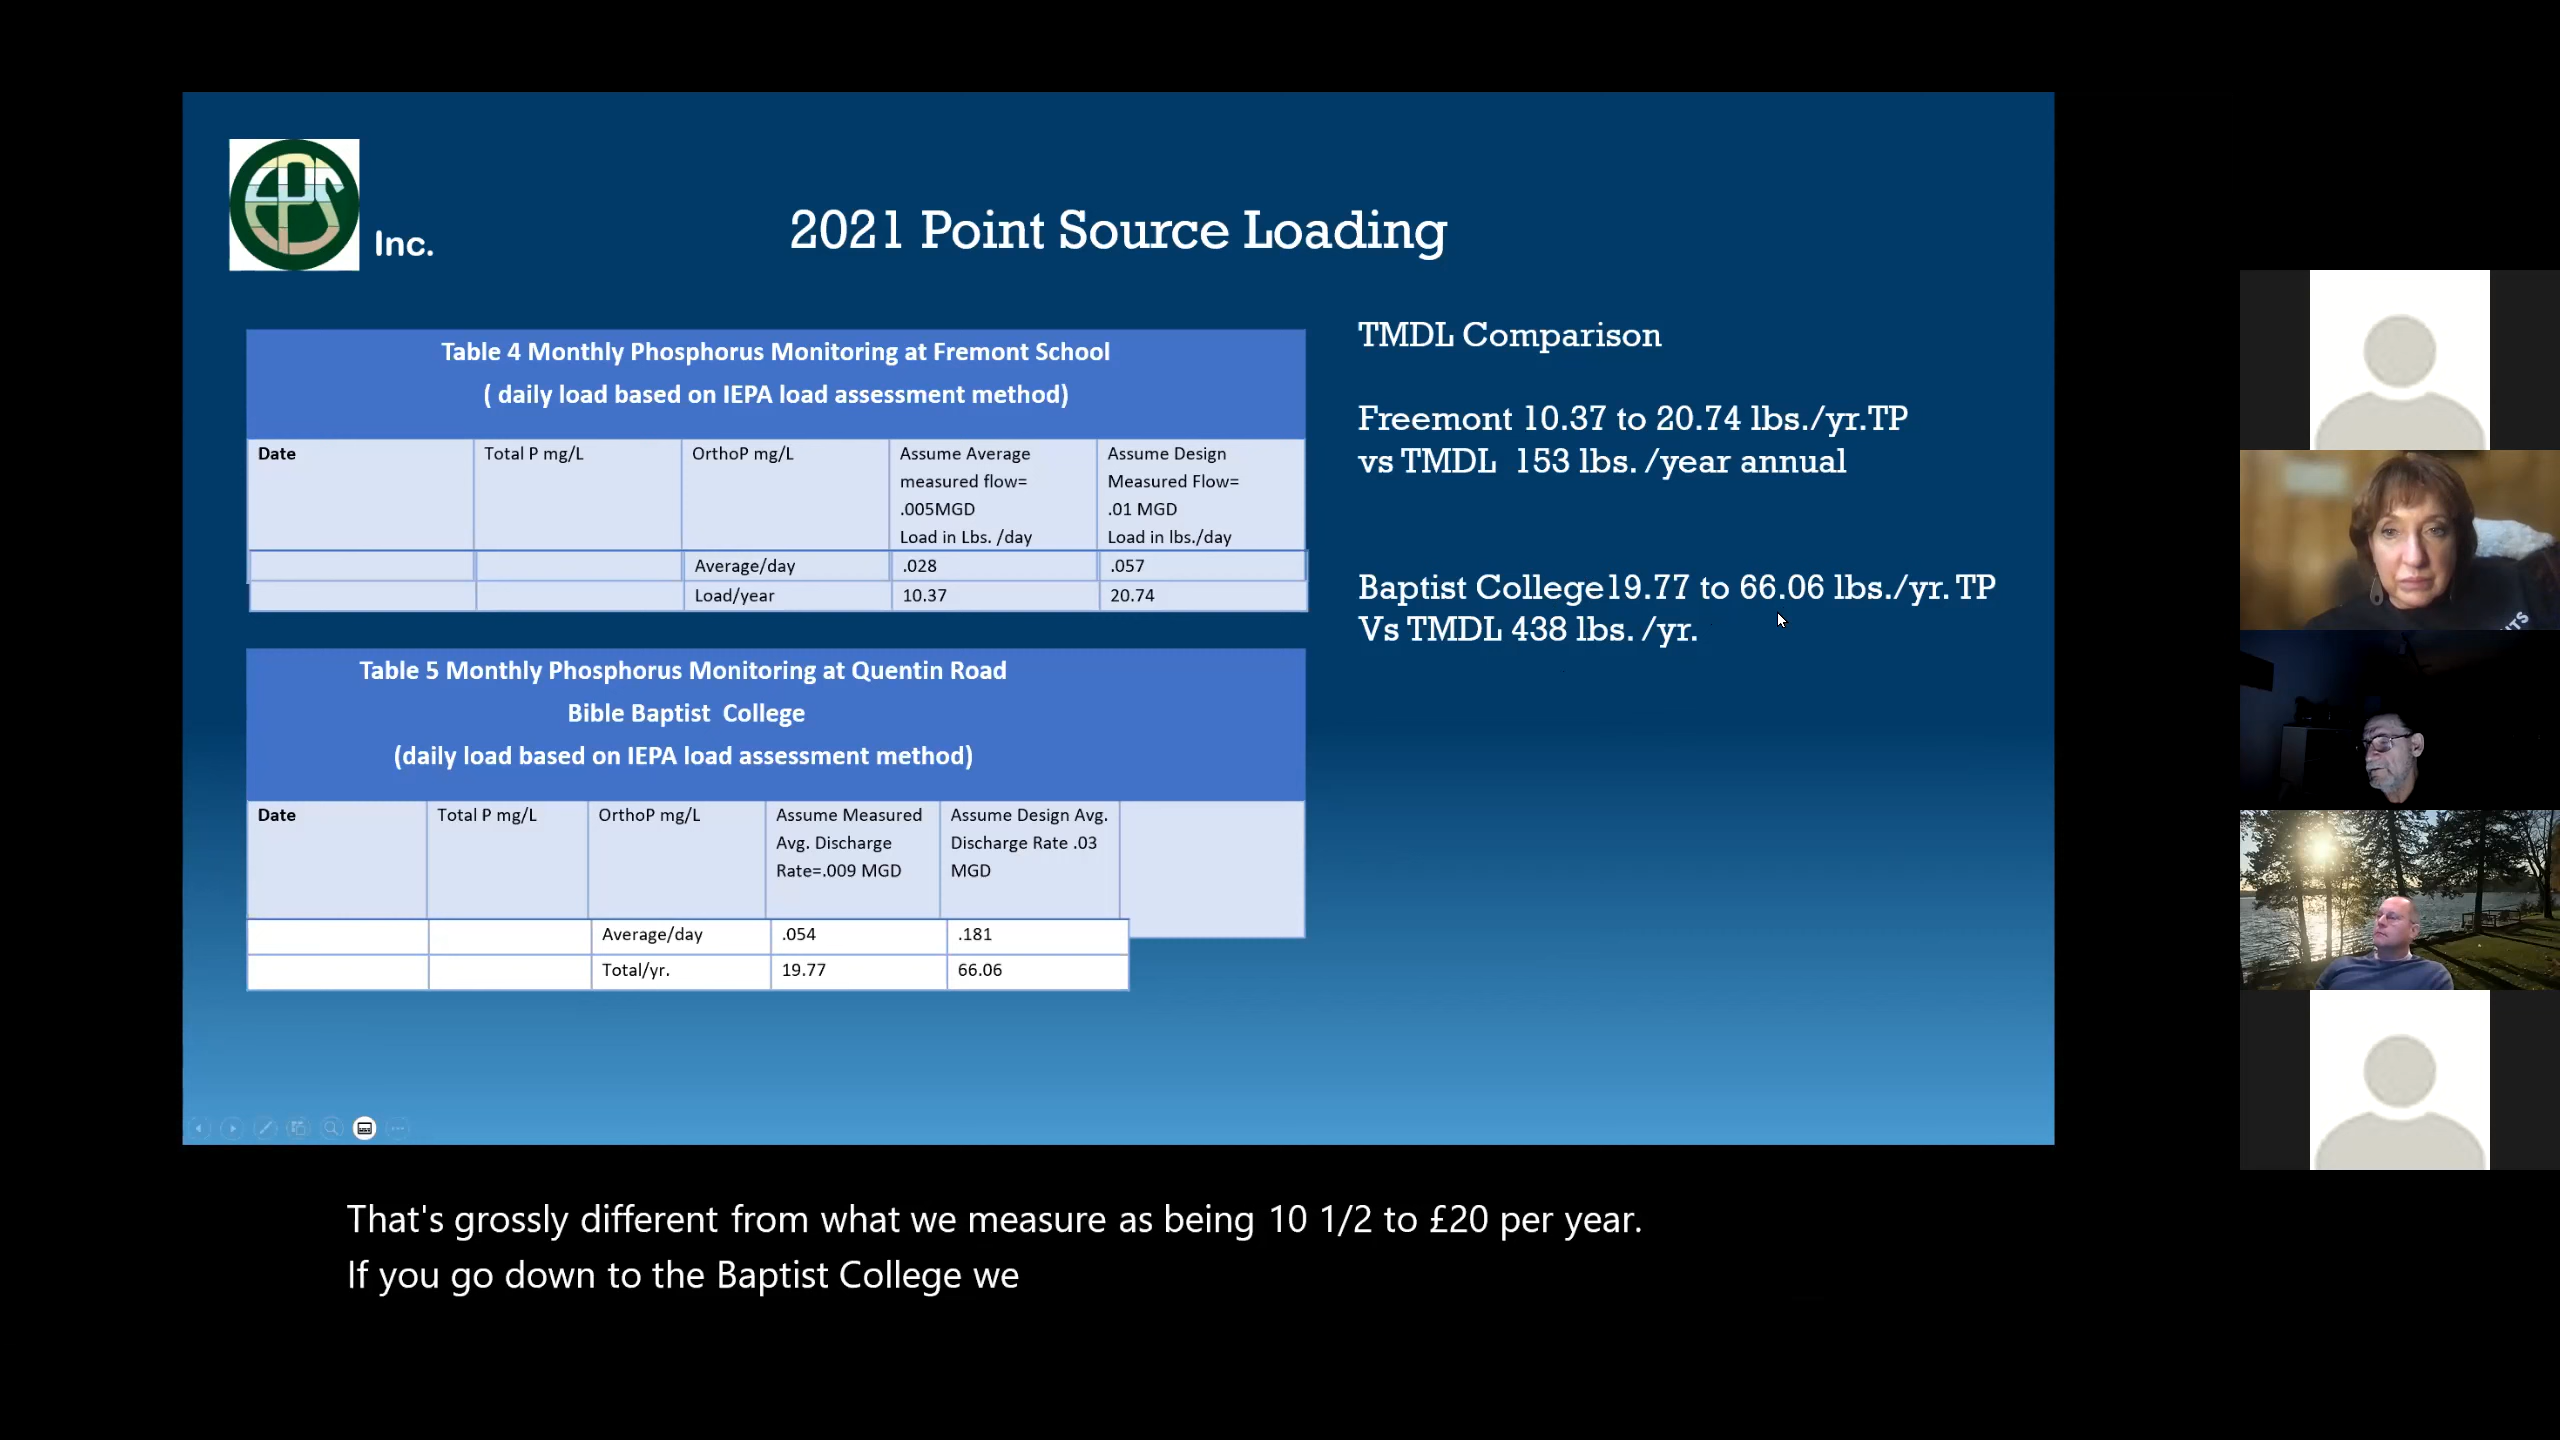 EPS
Inc.
2021 Point Source Loading
Table 4 Monthly Phosphorus Monitoring at Fremont School
( daily load based on IEPA load assessment method)
Date
Total P mg/L
OrthoP mg/L
Assume Average
measured flow=
.005MGD
Load in Lbs. /day
Assume Design
Measured Flow=
.01 MGD
Load in lbs./day
Average/day .028 .057
Load/year 10.37 20.74
Table 5 Monthly Phosphorus Monitoring at Quentin Road
Bible Baptist College
(daily load based on IEPA load assessment method)
Date
Total P mg/L
OrthoP mg/L
Assume Measured
Avg. Discharge
Rate=.009 MGD
Assume Design Avg.
Discharge Rate .03
MGD
Average/day .054 .181
Total/yr. 19.77 66.06
TMDL Comparison
Freemont 10.37 to 20.74 lbs./yr.TP
vs TMDL 153 lbs. /year annual
Baptist College19.77 to 66.06 lbs./yr. TP
Vs TMDL 438 lbs. /yr.
That's grossly different from what we measure as being 10 1/2 to £20 per year.
If you go down to the Baptist College we